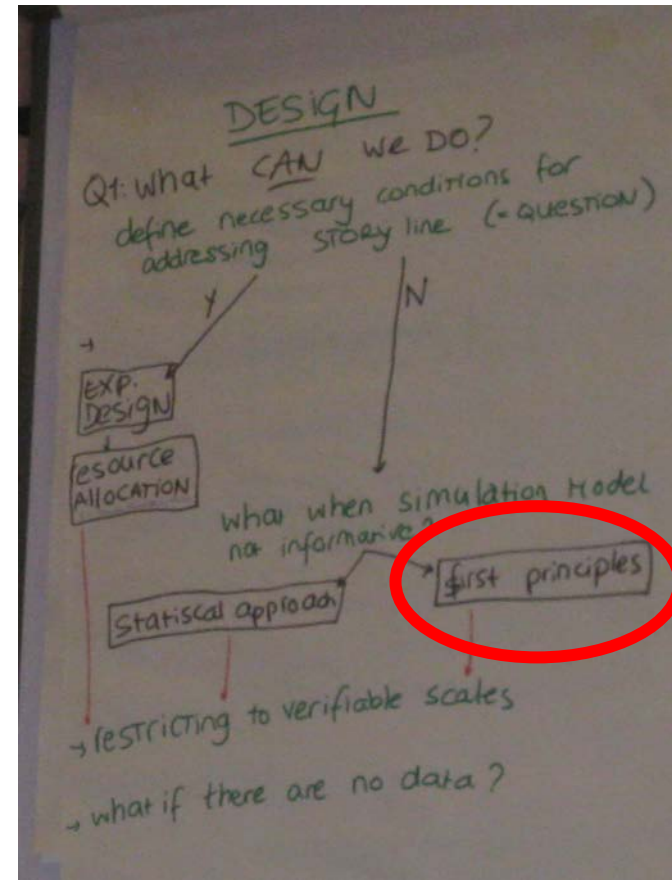 DESIGN
Q1: What CAN we DO?
define necessary conditions for
addressing STORY line (= QUESTION)
Y
N
→
EXP.
DESIGN
resource
AllOCATION
what when simulation Model
not informative?
Statiscal approach
first principles
→ restricting to verifiable scales
→ what if there are no data?